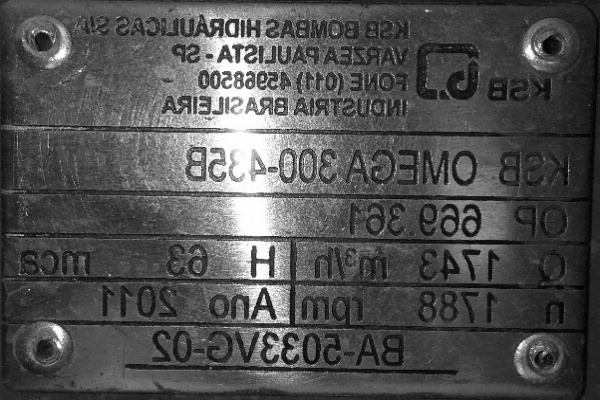 KSB
KSB BOMBAS HIDRÁULICAS S/A
VARZEA PAULISTA - SP
FONE (011) 45968500
INDUSTRIA BRASILEIRA
KSB OMEGA 300-435B
OP 669.361
Q 1743 m³/h H 63 mca
n 1788 rpm Ano 2011
BA-5033VG-02